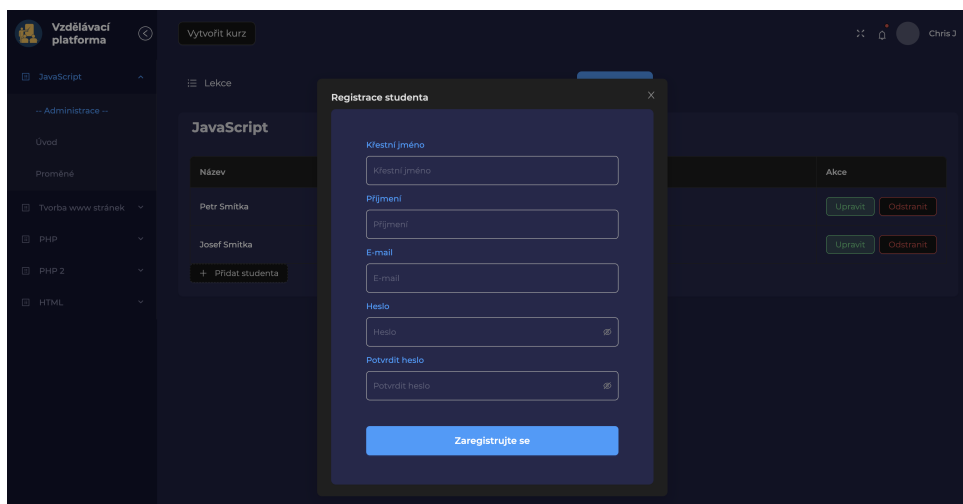 Vzdělávací
platforma
Vytvořit kurz
Chris J
JavaScript
Lekce
-- Administrace --
Úvod
Proměné
Tvorba www stránek
PHP
PHP 2
HTML
JavaScript
Název
Akce
Petr Smítka
Upravit
Odstranit
Josef Smitka
Upravit
Odstranit
+ Přidat studenta
Registrace studenta
Křestní jméno
Křestní jméno
Příjmení
Příjmení
E-mail
E-mail
Heslo
Heslo
Potvrdit heslo
Potvrdit heslo
Zaregistrujte se